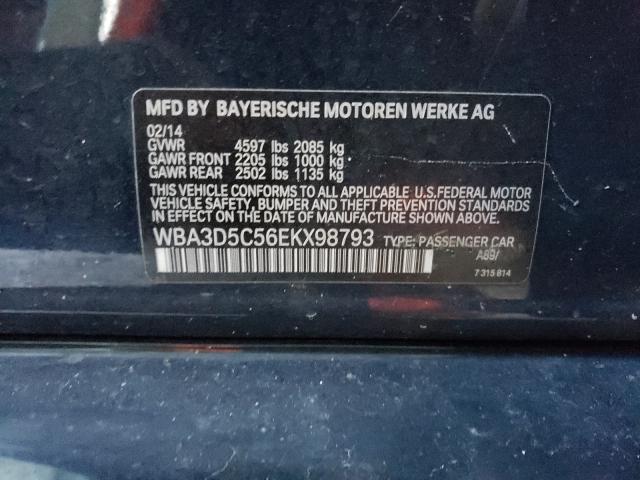 MFD BY BAYERISCHE MOTOREN WERKE AG
02/14
GVWR 4597 lbs 2085 kg
GAWR FRONT 2205 lbs 1000 kg
GAWR REAR 2502 lbs 1135 kg
THIS VEHICLE CONFORMS TO ALL APPLICABLE U.S. FEDERAL MOTOR
VEHICLE SAFETY, BUMPER AND THEFT PREVENTION STANDARDS
IN EFFECT ON THE DATE OF MANUFACTURE SHOWN ABOVE.
WBA3D5C56EKX98793 TYPE: PASSENGER CAR
A89/
7 315 814